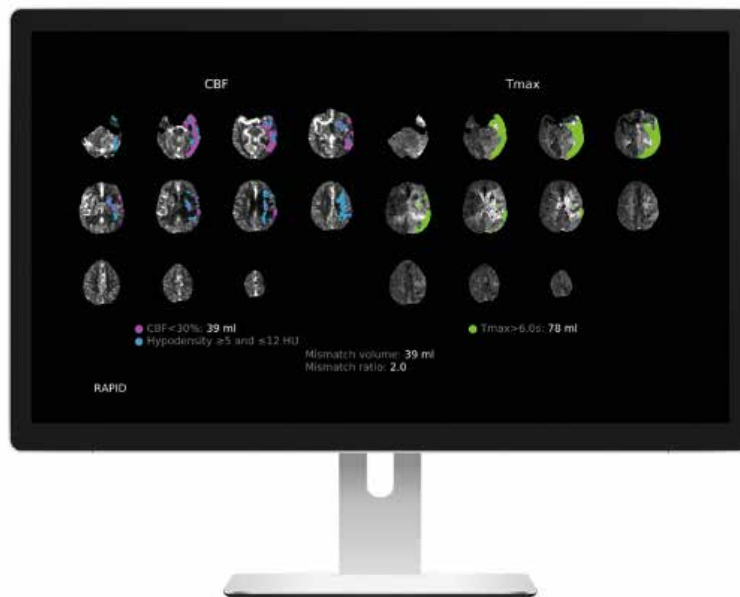 CBF
Tmax
CBF<30%: 39 ml
Hypodensity ≥5 and ≤12 HU
Tmax>6.0s: 78 ml
Mismatch volume: 39 ml
Mismatch ratio: 2.0
RAPID